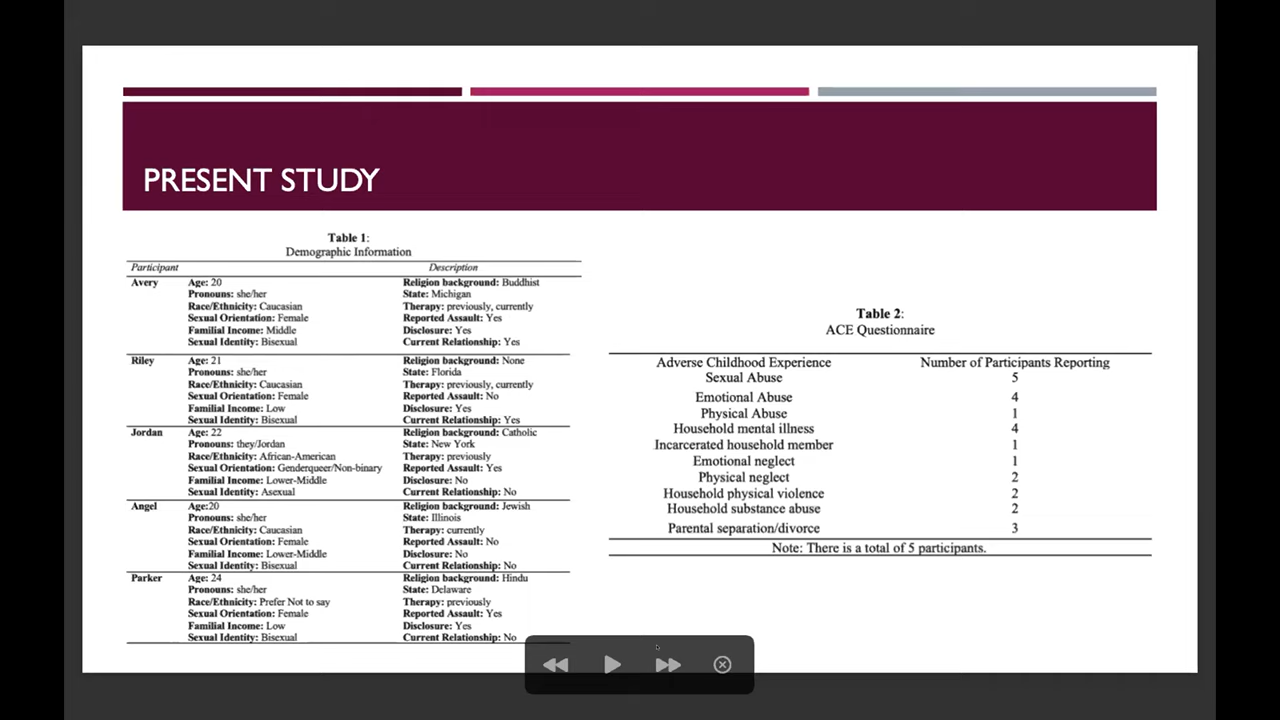 PRESENT STUDY
Table 1:
Demographic Information
Participant Description
Avery Age: 20 Religion background: Buddhist
Pronouns: she/her State: Michigan
Race/Ethnicity: Caucasian Therapy: previously, currently
Sexual Orientation: Female Reported Assault: Yes
Familial Income: Middle Disclosure: Yes
Sexual Identity: Bisexual Current Relationship: Yes
Riley Age: 21 Religion background: None
Pronouns: she/her State: Florida
Race/Ethnicity: Caucasian Therapy: previously, currently
Sexual Orientation: Female Reported Assault: No
Familial Income: Low Disclosure: Yes
Sexual Identity: Bisexual Current Relationship: Yes
Jordan Age: 22 Religion background: Catholic
Pronouns: they/Jordan State: New York
Race/Ethnicity: African-American Therapy: previously
Sexual Orientation: Genderqueer/Non-binary Reported Assault: Yes
Familial Income: Lower-Middle Disclosure: No
Sexual Identity: Asexual Current Relationship: No
Angel Age:20 Religion background: Jewish
Pronouns: she/her State: Illinois
Race/Ethnicity: Caucasian Therapy: currently
Sexual Orientation: Female Reported Assault: No
Familial Income: Lower-Middle Disclosure: No
Sexual Identity: Bisexual Current Relationship: No
Parker Age: 24 Religion background: Hindu
Pronouns: she/her State: Delaware
Race/Ethnicity: Prefer Not to say Therapy: previously
Sexual Orientation: Female Reported Assault: Yes
Familial Income: Low Disclosure: Yes
Sexual Identity: Bisexual Current Relationship: No
Table 2:
ACE Questionnaire
Adverse Childhood Experience Number of Participants Reporting
Sexual Abuse 5
Emotional Abuse 4
Physical Abuse 1
Household mental illness 4
Incarcerated household member 1
Emotional neglect 1
Physical neglect 2
Household physical violence 2
Household substance abuse 2
Parental separation/divorce 3
Note: There is a total of 5 participants.